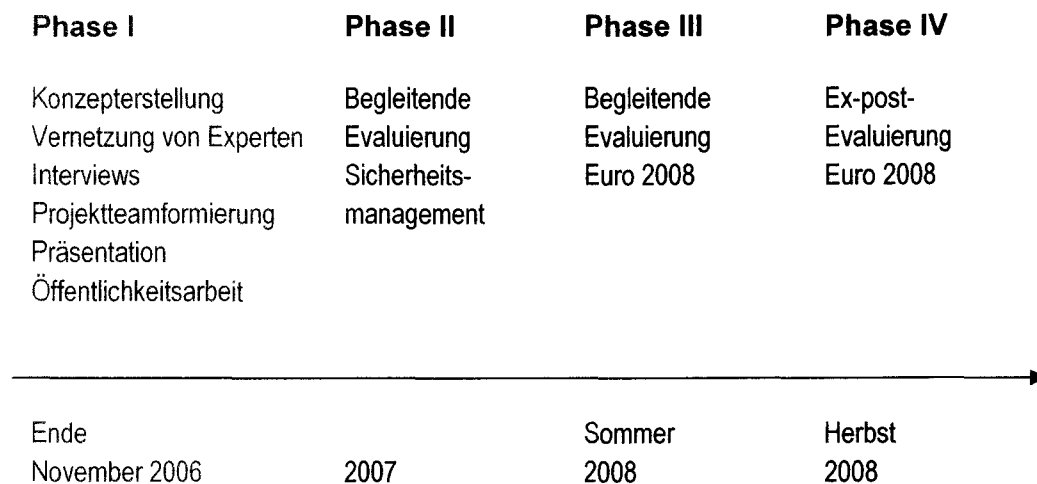 Phase I
Konzepterstellung
Vernetzung von Experten
Interviews
Projektteamformierung
Präsentation
Öffentlichkeitsarbeit
Phase II
Begleitende
Evaluierung
Sicherheits-
management
Phase III
Begleitende
Evaluierung
Euro 2008
Phase IV
Ex-post-
Evaluierung
Euro 2008
Ende
November 2006
2007
Sommer
2008
Herbst
2008